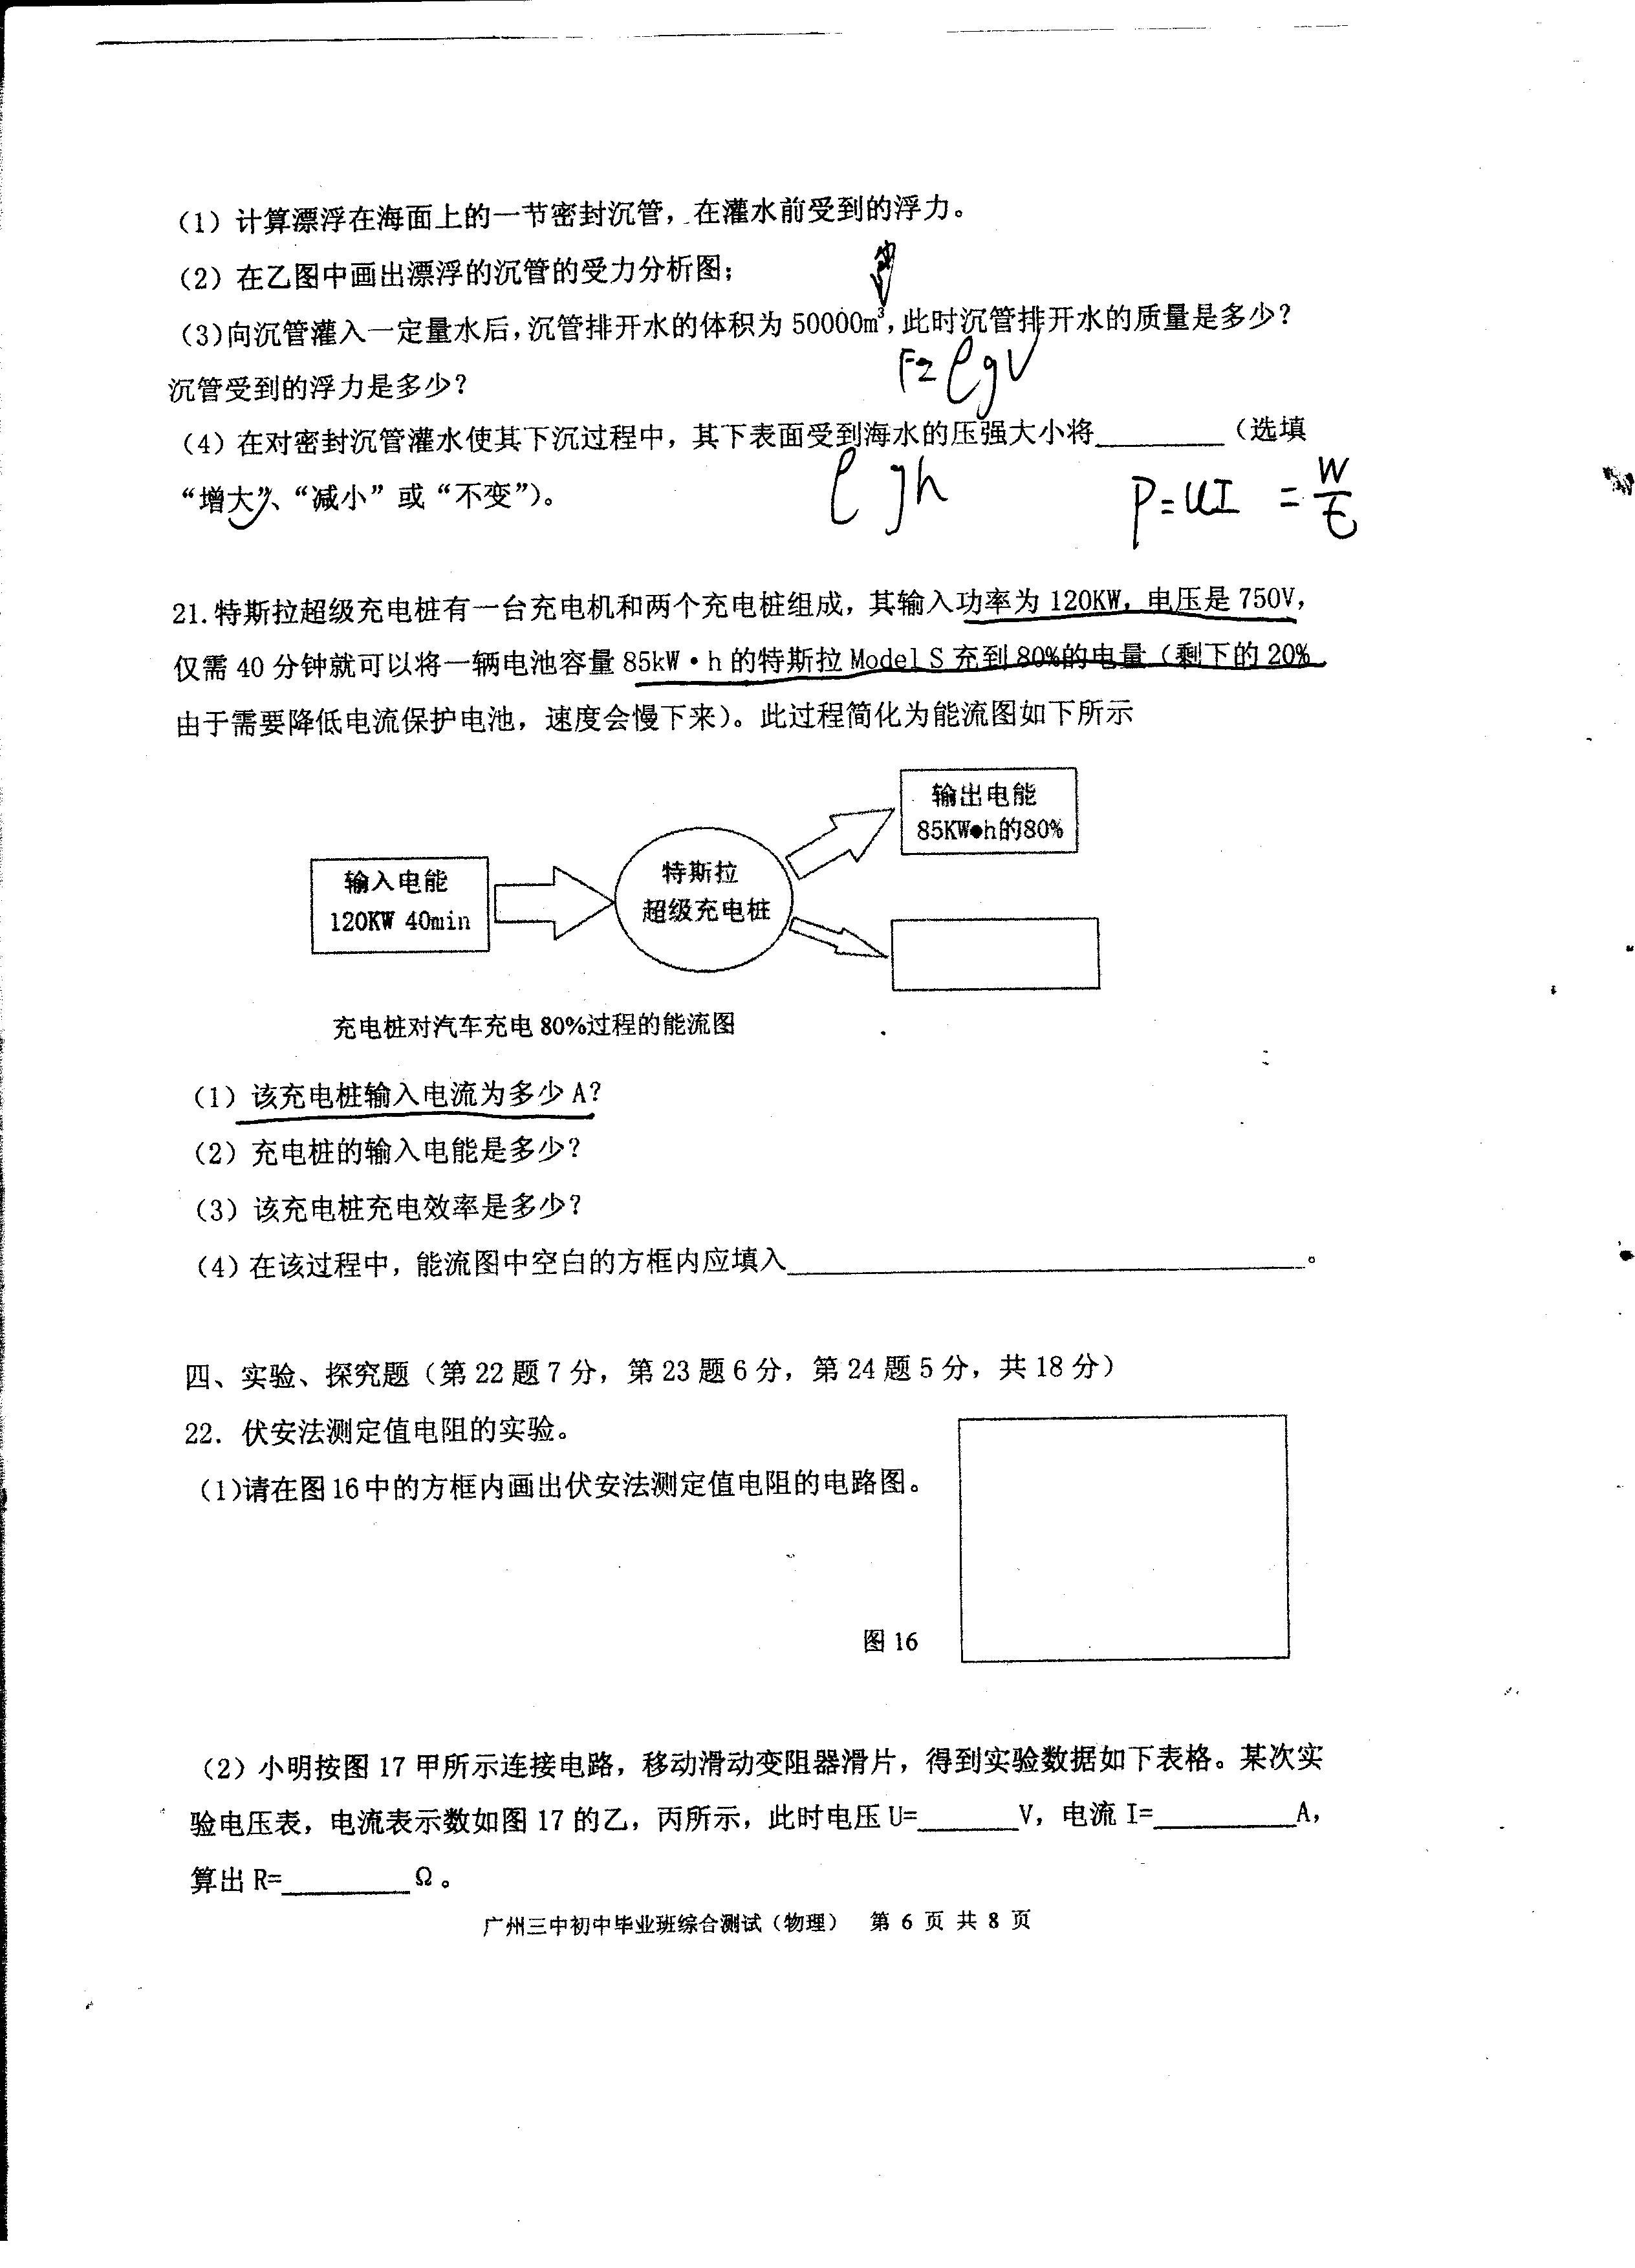 （1）计算漂浮在海面上的一节密封沉管，在灌水前受到的浮力。
（2）在乙图中画出漂浮的沉管的受力分析图；
（3）向沉管灌入一定量水后，沉管排开水的体积为 50000m³，此时沉管排开水的质量是多少？
沉管受到的浮力是多少？
F=ρgV
（4）在对密封沉管灌水使其下沉过程中，其下表面受到海水的压强大小将________（选填
“增大”、“减小”或“不变”）。
ρgh
P=UI =W/t
21.特斯拉超级充电桩有一台充电机和两个充电桩组成，其输入功率为 120KW，电压是 750V，
仅需 40 分钟就可以将一辆电池容量 85kW·h 的特斯拉 Model S 充到 80%的电量（剩下的 20%
由于需要降低电流保护电池，速度会慢下来）。此过程简化为能流图如下所示
输出电能
85KW●h的80%
输入电能
120KW 40min
特斯拉
超级充电桩
充电桩对汽车充电 80%过程的能流图
（1）该充电桩输入电流为多少 A？
（2）充电桩的输入电能是多少？
（3）该充电桩充电效率是多少？
（4）在该过程中，能流图中空白的方框内应填入________________________________。
四、实验、探究题（第 22 题 7 分，第 23 题 6 分，第 24 题 5 分，共 18 分）
22．伏安法测定值电阻的实验。
（1)请在图16中的方框内画出伏安法测定值电阻的电路图。
图 16
（2）小明按图 17 甲所示连接电路，移动滑动变阻器滑片，得到实验数据如下表格。某次实
验电压表，电流表示数如图 17 的乙，丙所示，此时电压 U=______V，电流 I=_________A，
算出 R=________Ω。
广州三中初中毕业班综合测试（物理） 第 6 页 共 8 页